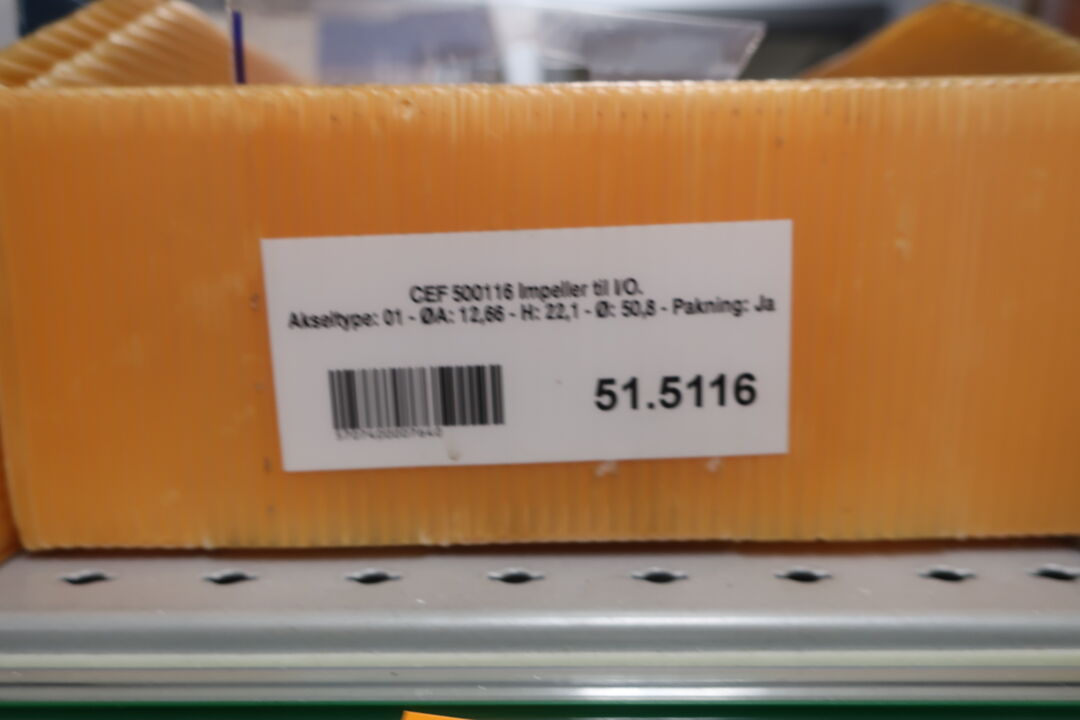 CEF 500116 Impeller til I/O.
Akseltype: 01 - ØA: 12,66 - H: 22,1 - Ø: 50,8 - Pakning: Ja
51.5116